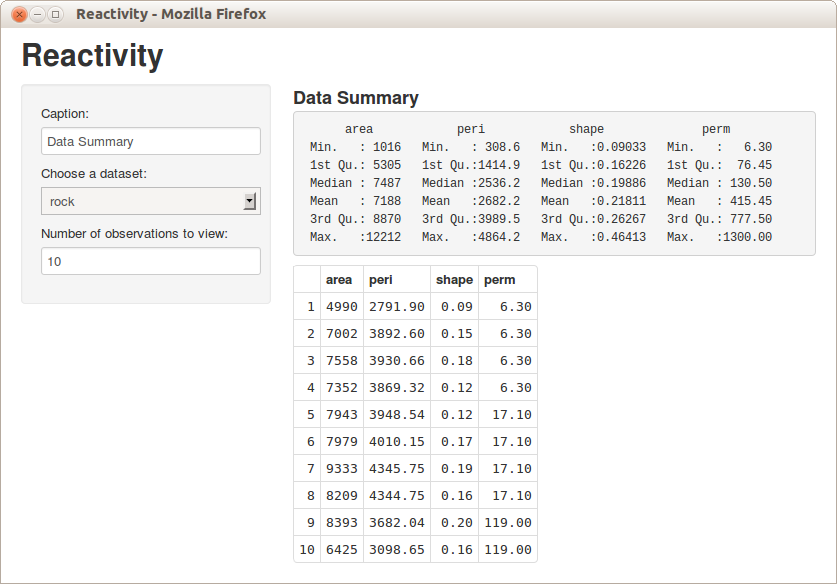 Reactivity - Mozilla Firefox
Reactivity
Caption:
Data Summary
Choose a dataset:
rock
Number of observations to view:
10
Data Summary
area peri shape perm
Min. : 1016 Min. : 308.6 Min. :0.09033 Min. : 6.30
1st Qu.: 5305 1st Qu.:1414.9 1st Qu.:0.16226 1st Qu.: 76.45
Median : 7487 Median :2536.2 Median :0.19886 Median : 130.50
Mean : 7188 Mean :2682.2 Mean :0.21811 Mean : 415.45
3rd Qu.: 8870 3rd Qu.:3989.5 3rd Qu.:0.26267 3rd Qu.: 777.50
Max. :12212 Max. :4864.2 Max. :0.46413 Max. :1300.00
area peri shape perm
1 4990 2791.90 0.09 6.30
2 7002 3892.60 0.15 6.30
3 7558 3930.66 0.18 6.30
4 7352 3869.32 0.12 6.30
5 7943 3948.54 0.12 17.10
6 7979 4010.15 0.17 17.10
7 9333 4345.75 0.19 17.10
8 8209 4344.75 0.16 17.10
9 8393 3682.04 0.20 119.00
10 6425 3098.65 0.16 119.00